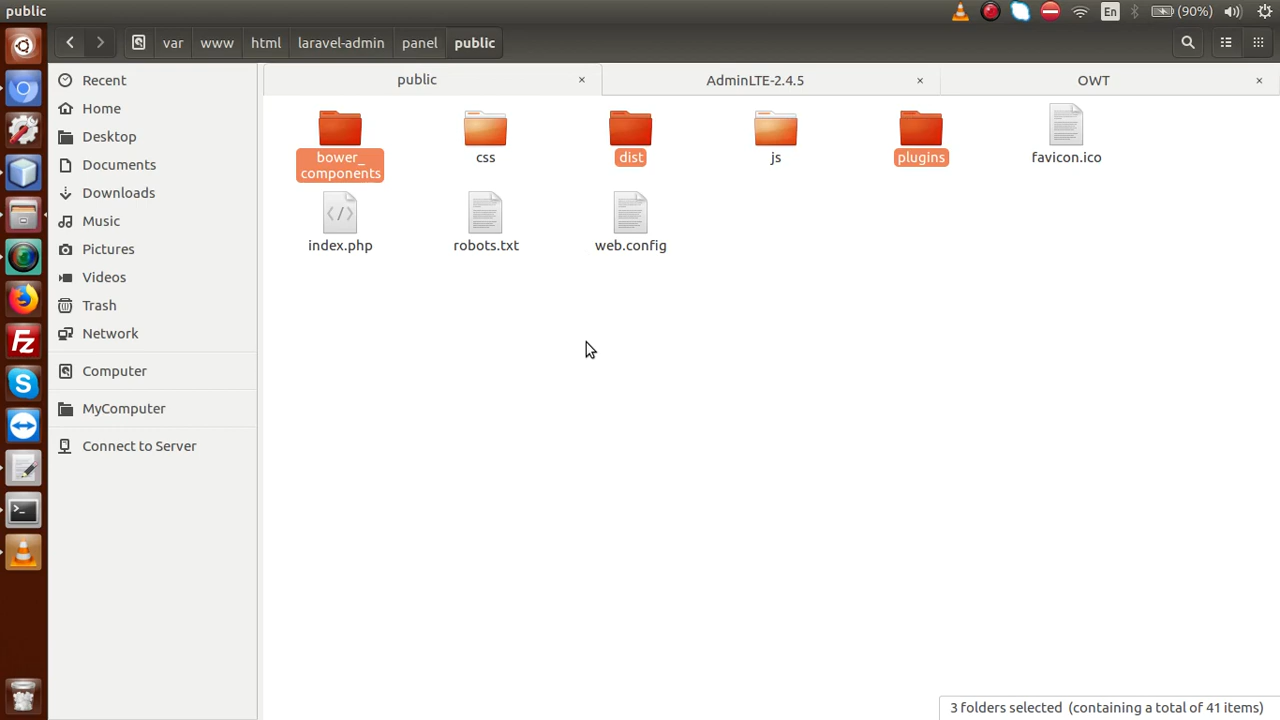 public
En
(90%)
var
www
html
laravel-admin
panel
public
Recent
Home
Desktop
Documents
Downloads
Music
Pictures
Videos
Trash
Network
Computer
MyComputer
Connect to Server
public
×
AdminLTE-2.4.5
×
OWT
×
bower_
components
css
dist
js
plugins
favicon.ico
index.php
robots.txt
web.config
3 folders selected (containing a total of 41 items)